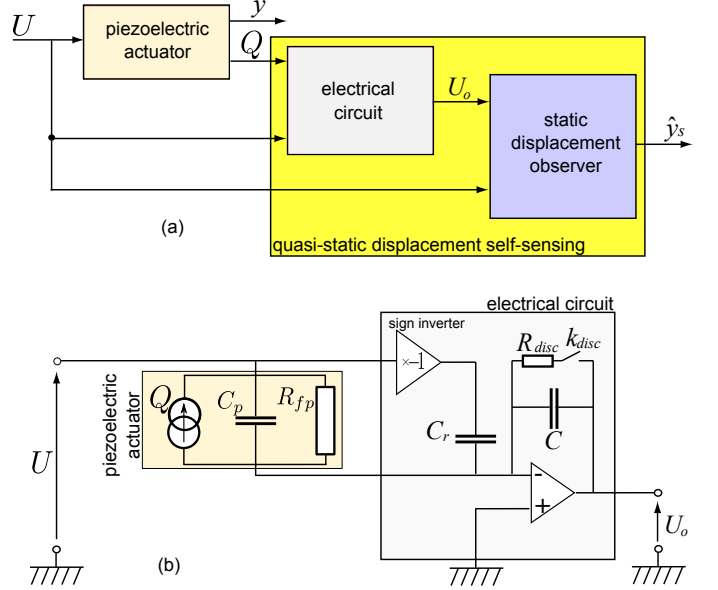 U
piezoelectric
actuator
y
Q
electrical
circuit
U_o
static
displacement
observer
ŷ_s
(a)
quasi-static displacement self-sensing
electrical circuit
sign inverter
×-1
R_disc
k_disc
piezoelectric
actuator
Q
C_p
R_fp
C_r
C
U
-
+
U_o
(b)